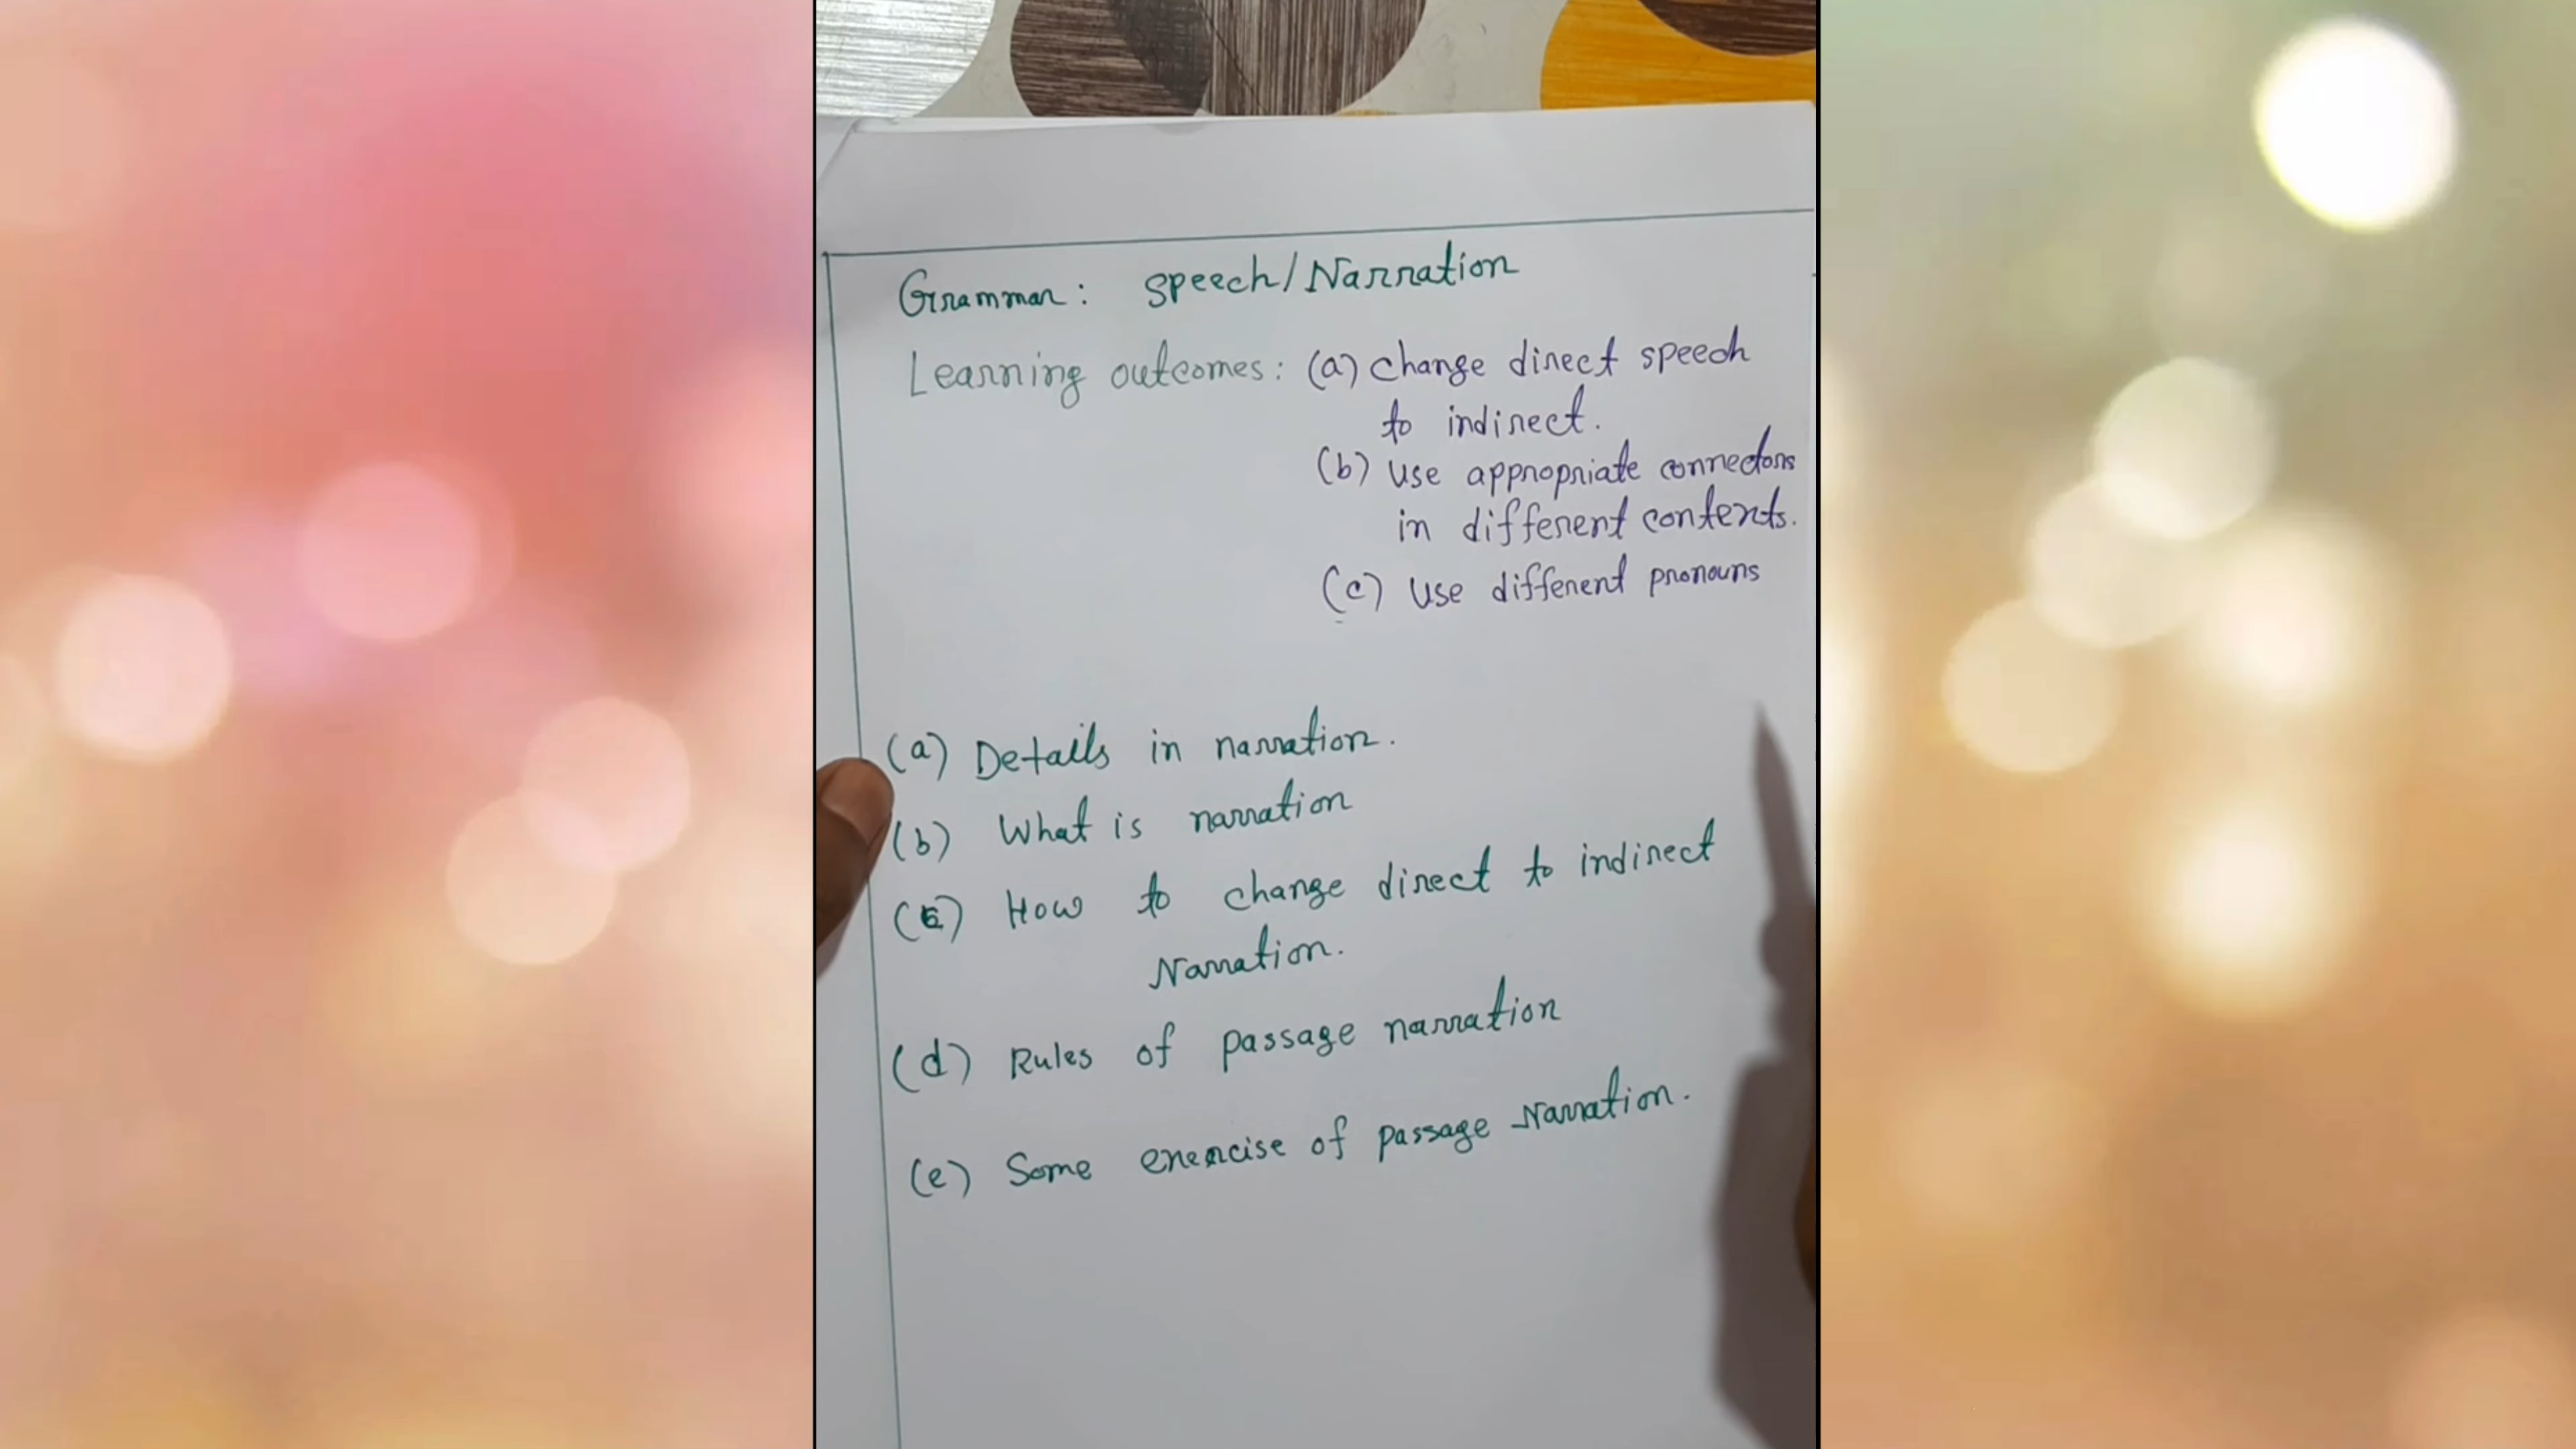 Grammar: Speech/Narration
Learning outcomes: (a) change direct speech
to indirect.
(b) use appropriate connectors
in different contexts.
(c) use different pronouns
(a) Details in narration.
(b) What is narration
(c) How to change direct to indirect
Narration.
(d) Rules of passage narration
(e) Some exercise of passage Narration.